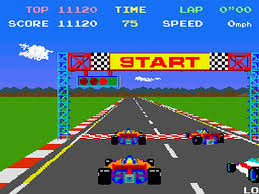 TOP 11120 TIME LAP 0"00
SCORE 11120 75 SPEED 0mph
START
LO